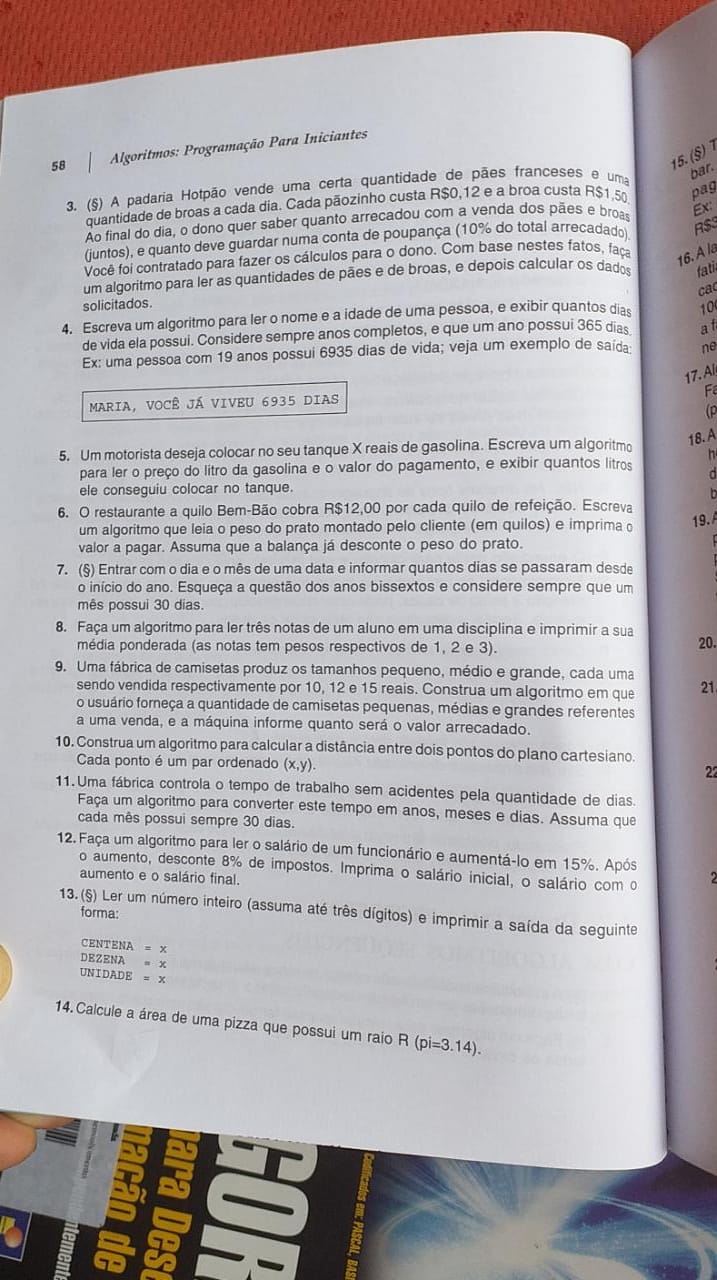 58 | Algoritmos: Programação Para Iniciantes
3. (§) A padaria Hotpão vende uma certa quantidade de pães franceses e uma
quantidade de broas a cada dia. Cada pãozinho custa R$0,12 e a broa custa R$1,50.
Ao final do dia, o dono quer saber quanto arrecadou com a venda dos pães e broas
(juntos), e quanto deve guardar numa conta de poupança (10% do total arrecadado).
Você foi contratado para fazer os cálculos para o dono. Com base nestes fatos, faça
um algoritmo para ler as quantidades de pães e de broas, e depois calcular os dados
solicitados.
4. Escreva um algoritmo para ler o nome e a idade de uma pessoa, e exibir quantos dias
de vida ela possui. Considere sempre anos completos, e que um ano possui 365 dias.
Ex: uma pessoa com 19 anos possui 6935 dias de vida; veja um exemplo de saída:
MARIA, VOCÊ JÁ VIVEU 6935 DIAS
5. Um motorista deseja colocar no seu tanque X reais de gasolina. Escreva um algoritmo
para ler o preço do litro da gasolina e o valor do pagamento, e exibir quantos litros
ele conseguiu colocar no tanque.
6. O restaurante a quilo Bem-Bão cobra R$12,00 por cada quilo de refeição. Escreva
um algoritmo que leia o peso do prato montado pelo cliente (em quilos) e imprima o
valor a pagar. Assuma que a balança já desconte o peso do prato.
7. (§) Entrar com o dia e o mês de uma data e informar quantos dias se passaram desde
o início do ano. Esqueça a questão dos anos bissextos e considere sempre que um
mês possui 30 dias.
8. Faça um algoritmo para ler três notas de um aluno em uma disciplina e imprimir a sua
média ponderada (as notas tem pesos respectivos de 1, 2 e 3).
9. Uma fábrica de camisetas produz os tamanhos pequeno, médio e grande, cada uma
sendo vendida respectivamente por 10, 12 e 15 reais. Construa um algoritmo em que
o usuário forneça a quantidade de camisetas pequenas, médias e grandes referentes
a uma venda, e a máquina informe quanto será o valor arrecadado.
10. Construa um algoritmo para calcular a distância entre dois pontos do plano cartesiano.
Cada ponto é um par ordenado (x,y).
11. Uma fábrica controla o tempo de trabalho sem acidentes pela quantidade de dias.
Faça um algoritmo para converter este tempo em anos, meses e dias. Assuma que
cada mês possui sempre 30 dias.
12. Faça um algoritmo para ler o salário de um funcionário e aumentá-lo em 15%. Após
o aumento, desconte 8% de impostos. Imprima o salário inicial, o salário com o
aumento e o salário final.
13. (§) Ler um número inteiro (assuma até três dígitos) e imprimir a saída da seguinte
forma:
CENTENA = x
DEZENA = x
UNIDADE = x
14. Calcule a área de uma pizza que possui um raio R (pi=3.14).
15. (§)
bar.
pag
Ex:
16. A la
fati
cad
17. Al
18. A
19.
20.
21.
22
GOR
para Dese
mação de
Codificados em: PASCAL, BASI